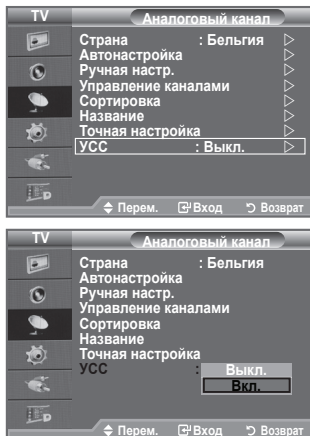 TV Аналоговый канал
Страна : Бельгия
Автонастройка
Ручная настр.
Управление каналами
Сортировка
Название
Точная настройка
УСС : Выкл.
Перем. Вход Возврат
TV Аналоговый канал
Страна : Бельгия
Автонастройка
Ручная настр.
Управление каналами
Сортировка
Название
Точная настройка
УСС : Выкл.
Вкл.
Перем. Вход Возврат